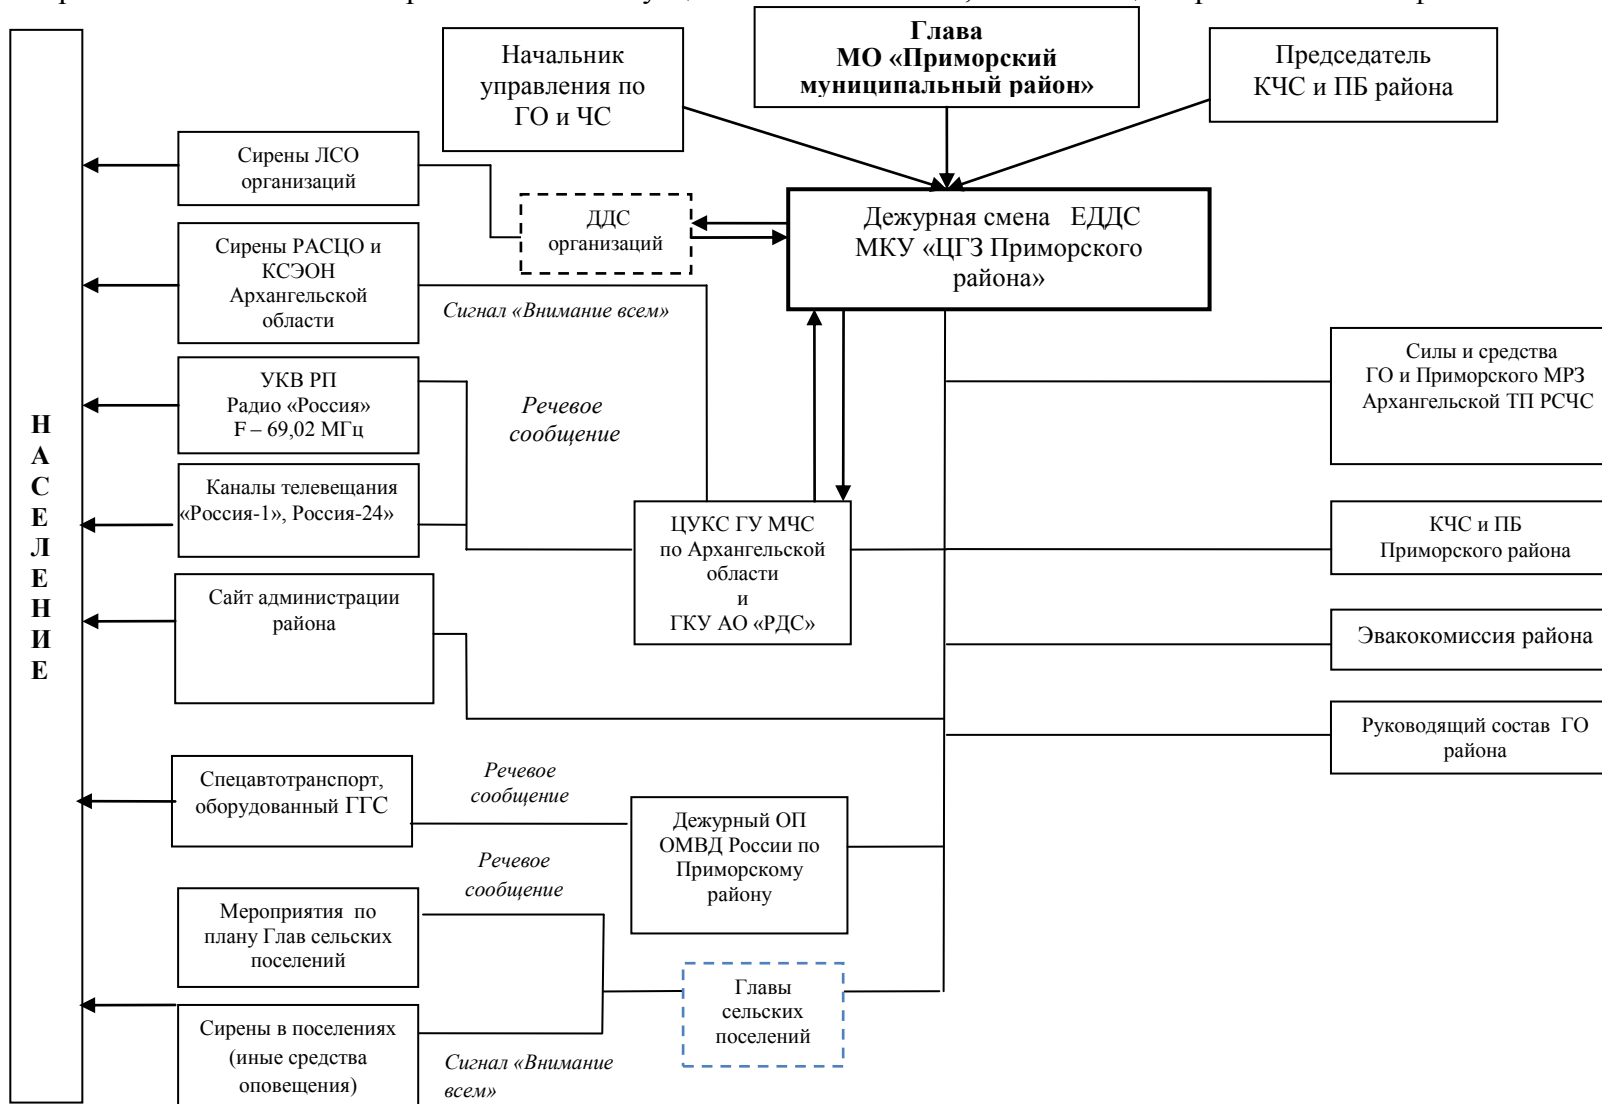 Глава
МО «Приморский
муниципальный район»
Начальник
управления по
ГО и ЧС
Председатель
КЧС и ПБ района
Сирены ЛСО
организаций
ДДС
организаций
Дежурная смена ЕДДС
МКУ «ЦГЗ Приморского
района»
Сирены РАСЦО и
КСЭОН
Архангельской
области
Сигнал «Внимание всем»
Силы и средства
ГО и Приморского МРЗ
Архангельской ТП РСЧС
УКВ РП
Радио «Россия»
F – 69,02 МГц
Речевое
сообщение
НАСЕЛЕНИЕ
Каналы телевещания
«Россия-1», Россия-24»
ЦУКС ГУ МЧС
по Архангельской
области
и
ГКУ АО «РДС»
КЧС и ПБ
Приморского района
Сайт администрации
района
Эвакокомиссия района
Руководящий состав ГО
района
Спецавтотранспорт,
оборудованный ГГС
Речевое
сообщение
Дежурный ОП
ОМВД России по
Приморскому
району
Речевое
сообщение
Мероприятия по
плану Глав сельских
поселений
Главы
сельских
поселений
Сирены в поселениях
(иные средства
оповещения)
Сигнал «Внимание
всем»